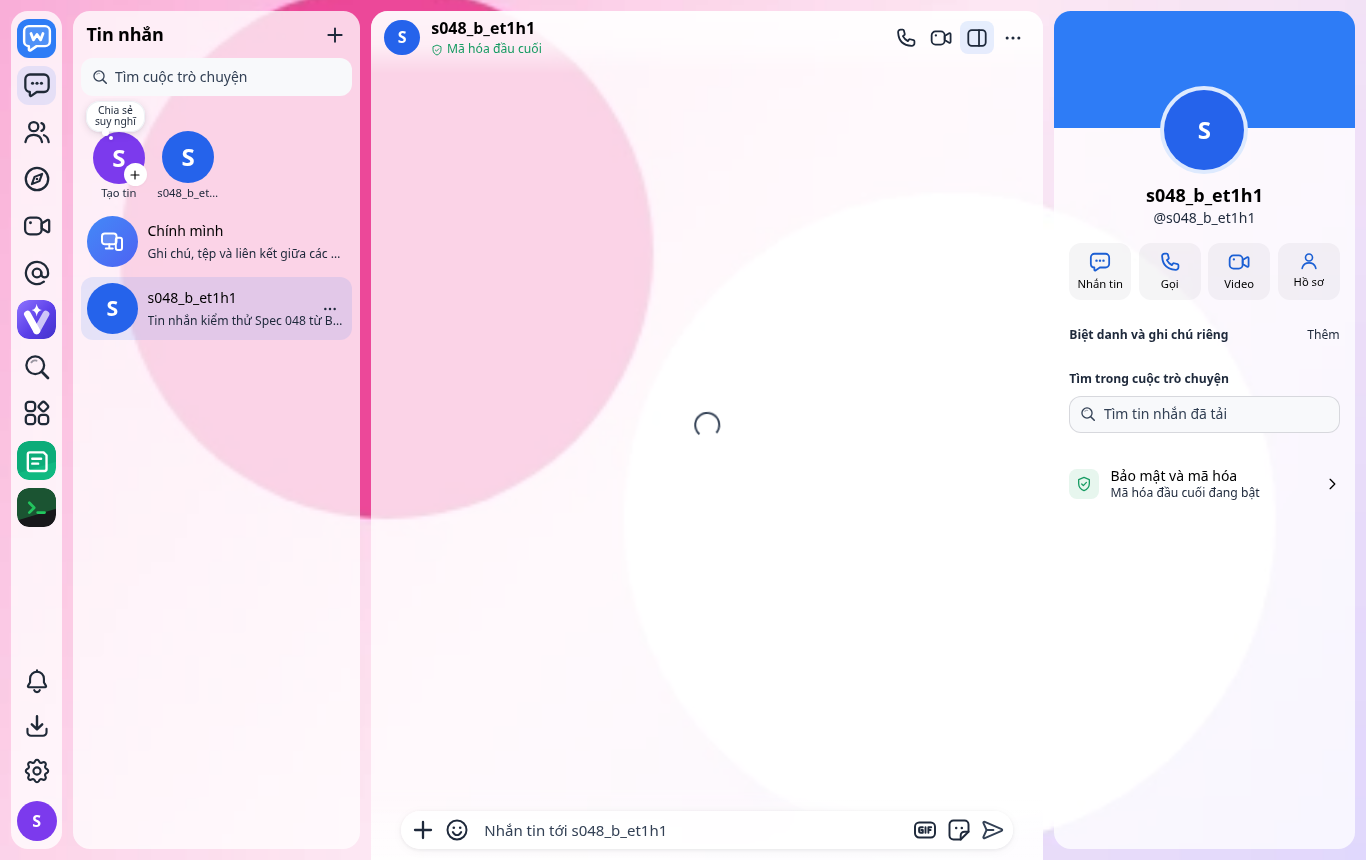 Tin nhắn
Tìm cuộc trò chuyện
Chia sẻ
suy nghĩ
S
Tạo tin
S
s048_b_et...
Chính mình
Ghi chú, tệp và liên kết giữa các ...
S
s048_b_et1h1
Tin nhắn kiểm thử Spec 048 từ B...
S
S
s048_b_et1h1
Mã hóa đầu cuối
Nhắn tin tới s048_b_et1h1
GIF
S
s048_b_et1h1
@s048_b_et1h1
Nhắn tin
Gọi
Video
Hồ sơ
Biệt danh và ghi chú riêng
Thêm
Tìm trong cuộc trò chuyện
Tìm tin nhắn đã tải
Bảo mật và mã hóa
Mã hóa đầu cuối đang bật